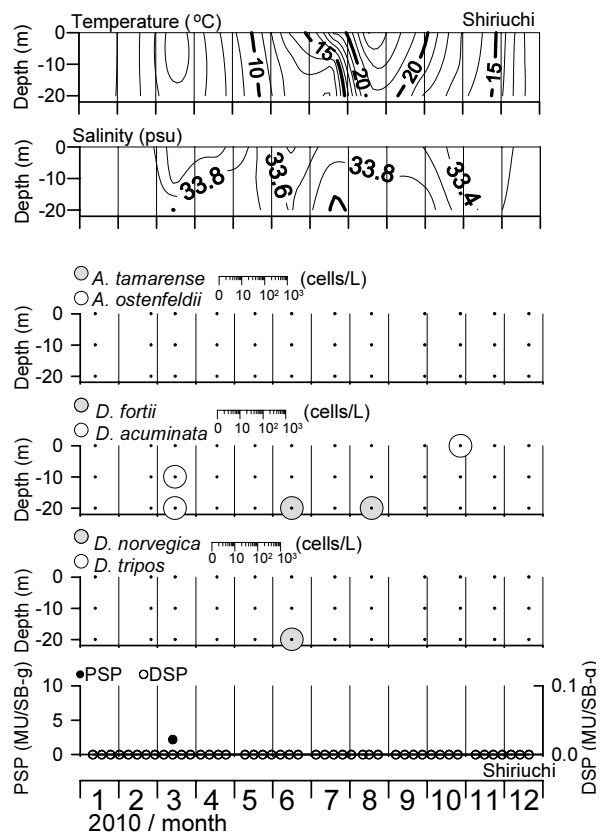 Temperature (°C) Shiriuchi
Depth (m)
0
-10
-20
10 15 20 20 15
Salinity (psu)
Depth (m)
0
-10
-20
33.8 33.6 33.8 33.4
A. tamarense 0 10 10² 10³ (cells/L)
A. ostenfeldii
Depth (m)
0
-10
-20
D. fortii 0 10 10² 10³ (cells/L)
D. acuminata
Depth (m)
0
-10
-20
D. norvegica 0 10 10² 10³ (cells/L)
D. tripos
Depth (m)
0
-10
-20
PSP DSP
PSP (MU/SB-g)
10
5
0
DSP (MU/SB-g)
0.1
0.0
Shiriuchi
1 2 3 4 5 6 7 8 9 10 11 12
2010 / month